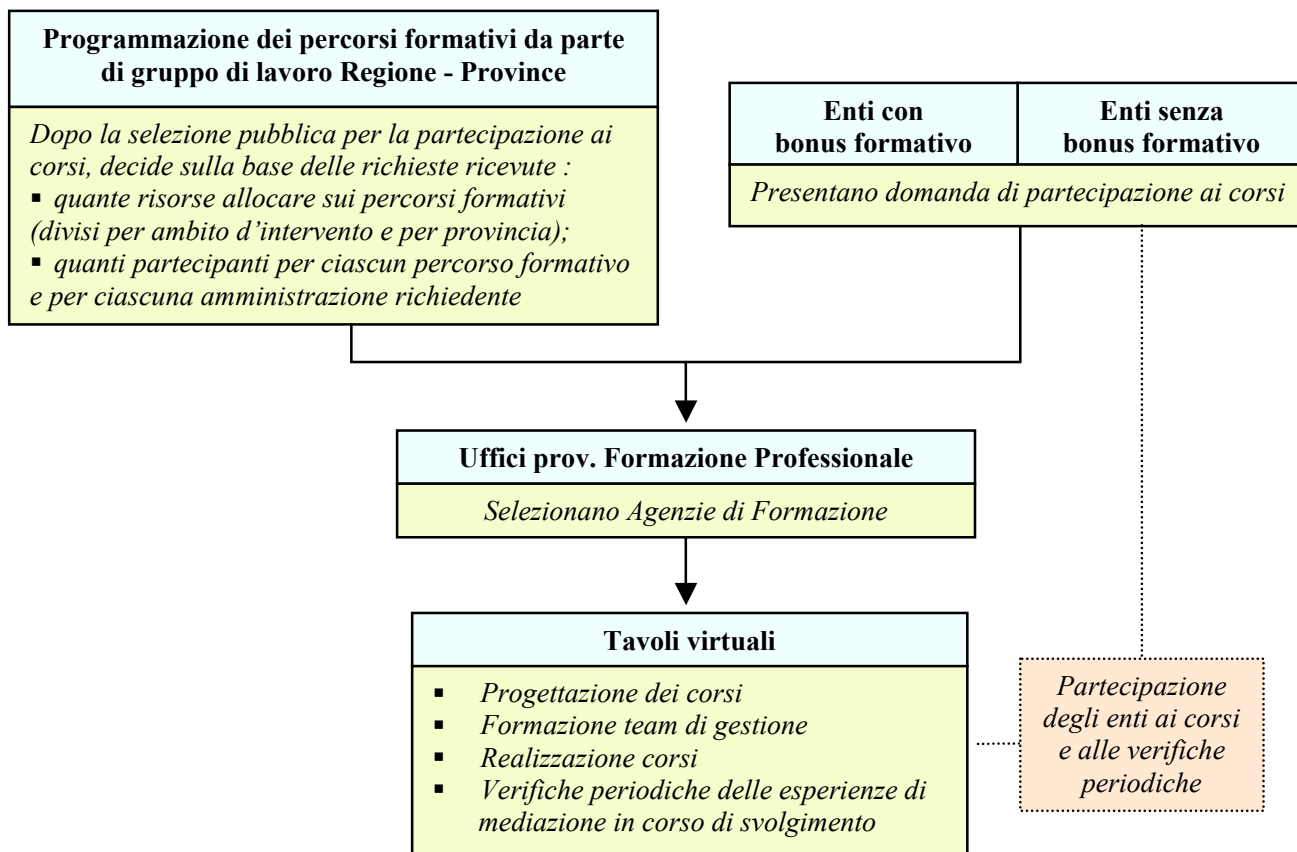 Programmazione dei percorsi formativi da parte
di gruppo di lavoro Regione - Province
Dopo la selezione pubblica per la partecipazione ai
corsi, decide sulla base delle richieste ricevute :
▪ quante risorse allocare sui percorsi formativi
(divisi per ambito d’intervento e per provincia);
▪ quanti partecipanti per ciascun percorso formativo
e per ciascuna amministrazione richiedente
Enti con
bonus formativo
Enti senza
bonus formativo
Presentano domanda di partecipazione ai corsi
Uffici prov. Formazione Professionale
Selezionano Agenzie di Formazione
Tavoli virtuali
▪ Progettazione dei corsi
▪ Formazione team di gestione
▪ Realizzazione corsi
▪ Verifiche periodiche delle esperienze di
mediazione in corso di svolgimento
Partecipazione
degli enti ai corsi
e alle verifiche
periodiche